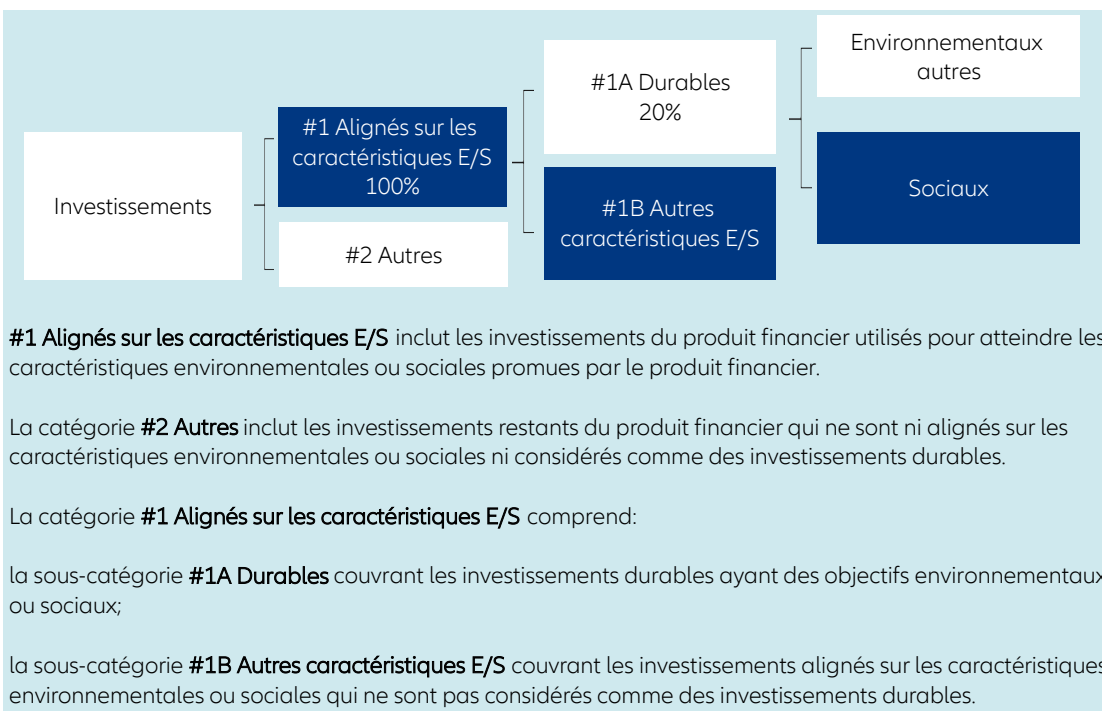 Investissements
#1 Alignés sur les
caractéristiques E/S
100%
#2 Autres
#1A Durables
20%
#1B Autres
caractéristiques E/S
Environnementaux
autres
Sociaux
#1 Alignés sur les caractéristiques E/S inclut les investissements du produit financier utilisés pour atteindre les
caractéristiques environnementales ou sociales promues par le produit financier.
La catégorie #2 Autres inclut les investissements restants du produit financier qui ne sont ni alignés sur les
caractéristiques environnementales ou sociales ni considérés comme des investissements durables.
La catégorie #1 Alignés sur les caractéristiques E/S comprend:
la sous-catégorie #1A Durables couvrant les investissements durables ayant des objectifs environnementaux
ou sociaux;
la sous-catégorie #1B Autres caractéristiques E/S couvrant les investissements alignés sur les caractéristiques
environnementales ou sociales qui ne sont pas considérés comme des investissements durables.